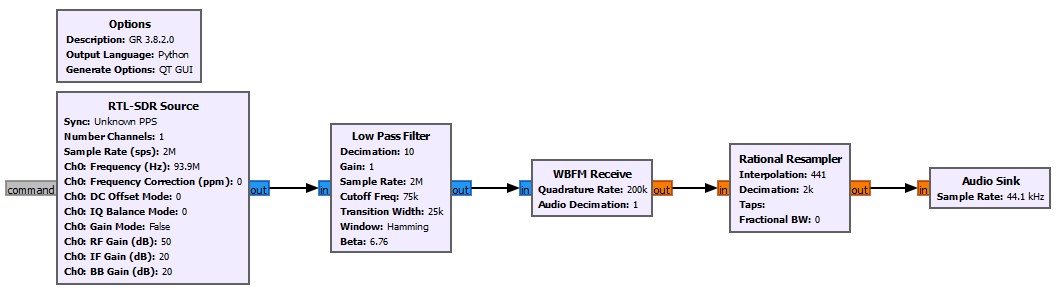 Options
Description: GR 3.8.2.0
Output Language: Python
Generate Options: QT GUI
RTL-SDR Source
Sync: Unknown PPS
Number Channels: 1
Sample Rate (sps): 2M
Ch0: Frequency (Hz): 93.9M
Ch0: Frequency Correction (ppm): 0
Ch0: DC Offset Mode: 0
Ch0: IQ Balance Mode: 0
Ch0: Gain Mode: False
Ch0: RF Gain (dB): 50
Ch0: IF Gain (dB): 20
Ch0: BB Gain (dB): 20
command
out
in
Low Pass Filter
Decimation: 10
Gain: 1
Sample Rate: 2M
Cutoff Freq: 75k
Transition Width: 25k
Window: Hamming
Beta: 6.76
out
in
WBFM Receive
Quadrature Rate: 200k
Audio Decimation: 1
out
in
Rational Resampler
Interpolation: 441
Decimation: 2k
Taps:
Fractional BW: 0
out
in
Audio Sink
Sample Rate: 44.1 kHz